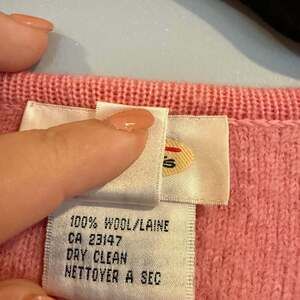 100% WOOL/LAINE
CA 23147
DRY CLEAN
NETTOYER A SEC